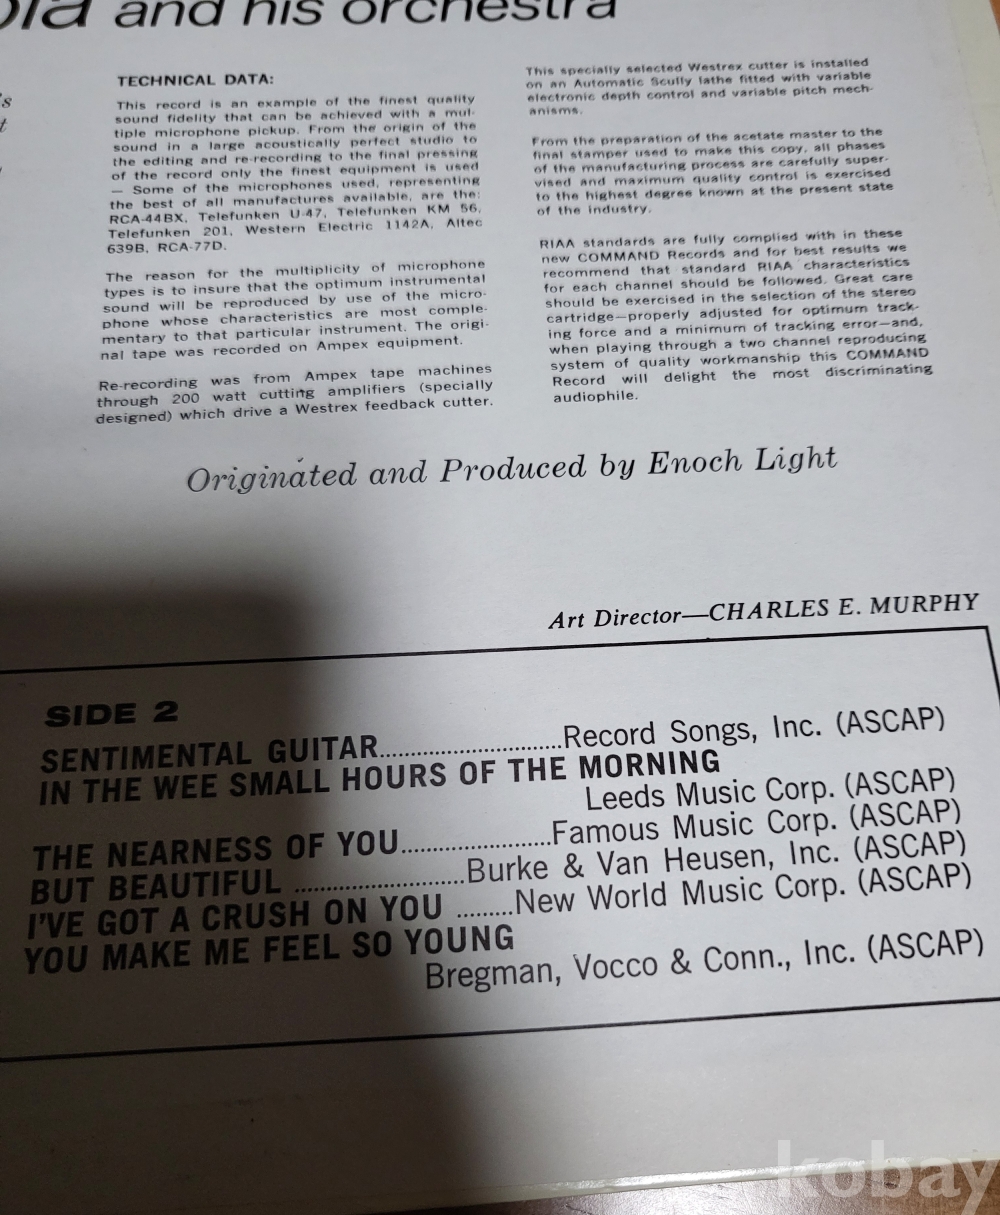 and his orchestra
TECHNICAL DATA:
This record is an example of the finest quality
sound fidelity that can be achieved with a mul-
tiple microphone pickup. From the origin of the
sound in a large acoustically perfect studio to
the editing and re-recording to the final pressing
of the record only the finest equipment is used
— Some of the microphones used, representing
the best of all manufactures available, are the:
RCA-44BX, Telefunken U-47, Telefunken KM 56,
Telefunken 201, Western Electric 1142A, Altec
639B, RCA-77D.
The reason for the multiplicity of microphone
types is to insure that the optimum instrumental
sound will be reproduced by use of the micro-
phone whose characteristics are most comple-
mentary to that particular instrument. The origi-
nal tape was recorded on Ampex equipment.
Re-recording was from Ampex tape machines
through 200 watt cutting amplifiers (specially
designed) which drive a Westrex feedback cutter.
This specially selected Westrex cutter is installed
on an Automatic Scully lathe fitted with variable
electronic depth control and variable pitch mech-
anisms.
From the preparation of the acetate master to the
final stamper used to make this copy, all phases
of the manufacturing process are carefully super-
vised and maximum quality control is exercised
to the highest degree known at the present state
of the industry.
RIAA standards are fully complied with in these
new COMMAND Records and for best results we
recommend that standard RIAA characteristics
for each channel should be followed. Great care
should be exercised in the selection of the stereo
cartridge—properly adjusted for optimum track-
ing force and a minimum of tracking error—and,
when playing through a two channel reproducing
system of quality workmanship this COMMAND
Record will delight the most discriminating
audiophile.
Originated and Produced by Enoch Light
Art Director—CHARLES E. MURPHY
SIDE 2
SENTIMENTAL GUITAR............................Record Songs, Inc. (ASCAP)
IN THE WEE SMALL HOURS OF THE MORNING
Leeds Music Corp. (ASCAP)
THE NEARNESS OF YOU.......................Famous Music Corp. (ASCAP)
BUT BEAUTIFUL ..........................Burke & Van Heusen, Inc. (ASCAP)
I'VE GOT A CRUSH ON YOU .........New World Music Corp. (ASCAP)
YOU MAKE ME FEEL SO YOUNG
Bregman, Vocco & Conn., Inc. (ASCAP)
kobay